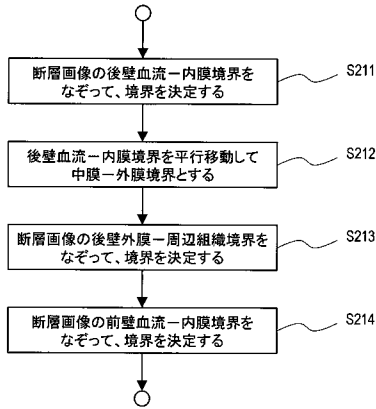 断層画像の後壁血流－内膜境界を
なぞって、境界を決定する
S211
後壁血流－内膜境界を平行移動して
中膜－外膜境界とする
S212
断層画像の後壁外膜－周辺組織境界を
なぞって、境界を決定する
S213
断層画像の前壁血流－内膜境界を
なぞって、境界を決定する
S214